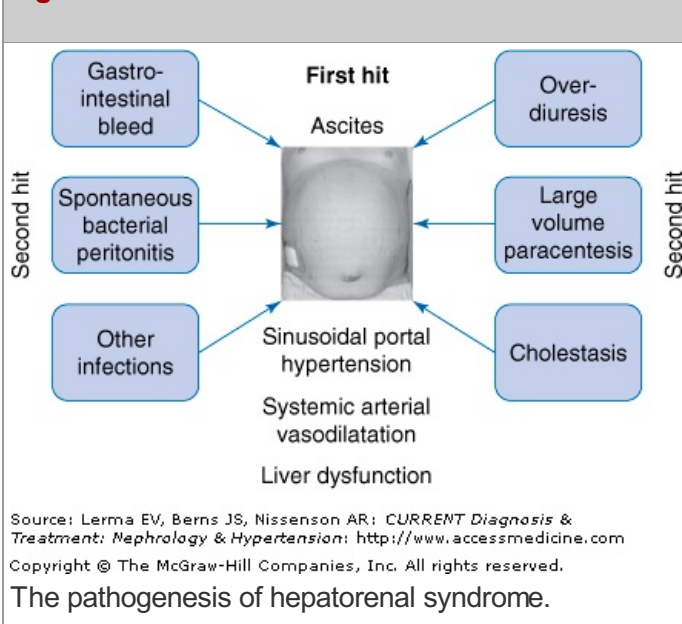 Gastro-
intestinal
bleed
First hit
Ascites
Over-
diuresis
Second hit
Spontaneous
bacterial
peritonitis
Large
volume
paracentesis
Second hit
Other
infections
Sinusoidal portal
hypertension
Cholestasis
Systemic arterial
vasodilatation
Liver dysfunction
Source: Lerma EV, Berns JS, Nissenson AR: CURRENT Diagnosis &
Treatment: Nephrology & Hypertension: http://www.accessmedicine.com
Copyright © The McGraw-Hill Companies, Inc. All rights reserved.
The pathogenesis of hepatorenal syndrome.